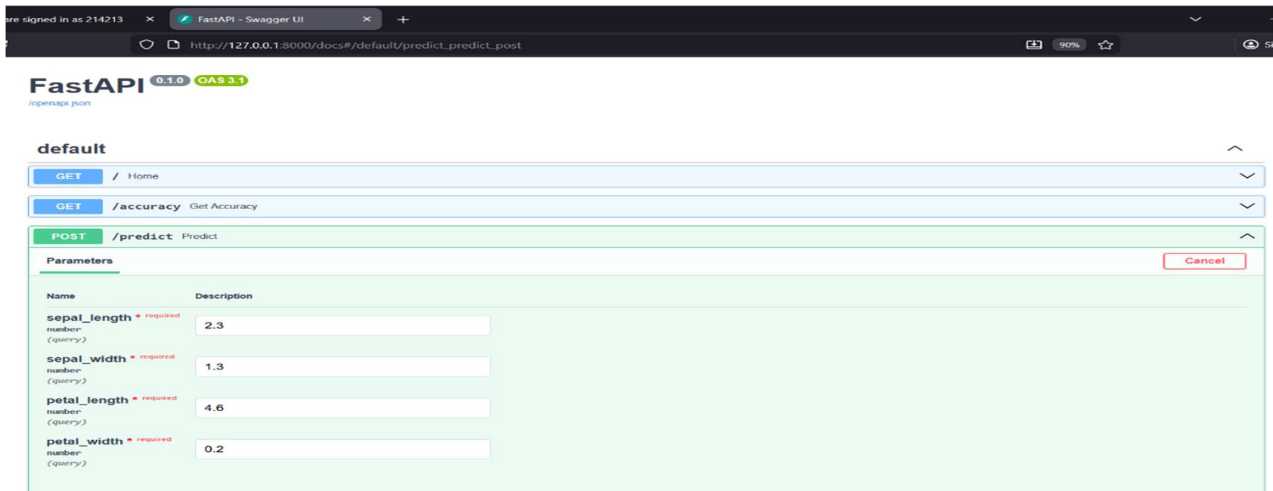 are signed in as 214213 × FastAPI - Swagger UI × +
http://127.0.0.1:8000/docs#/default/predict_predict_post 90%
FastAPI 0.1.0 OAS 3.1
/openapi.json
default
GET / Home
GET /accuracy Get Accuracy
POST /predict Predict
Parameters Cancel
Name Description
sepal_length * required
number 2.3
(query)
sepal_width * required
number 1.3
(query)
petal_length * required
number 4.6
(query)
petal_width * required
number 0.2
(query)